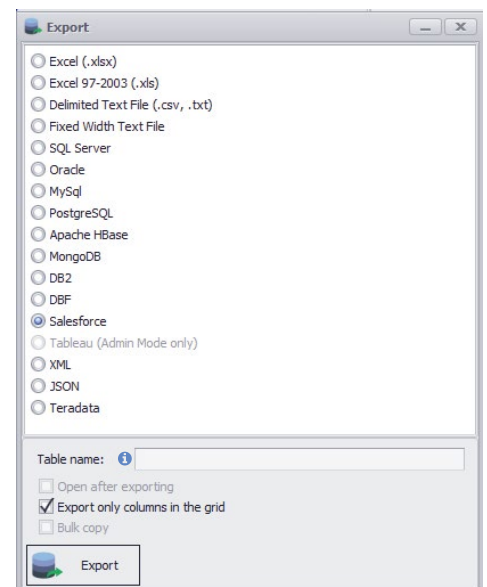 Export
Excel (.xlsx)
Excel 97-2003 (.xls)
Delimited Text File (.csv, .txt)
Fixed Width Text File
SQL Server
Oracle
MySql
PostgreSQL
Apache HBase
MongoDB
DB2
DBF
Salesforce
Tableau (Admin Mode only)
XML
JSON
Teradata
Table name:
Open after exporting
Export only columns in the grid
Bulk copy
Export